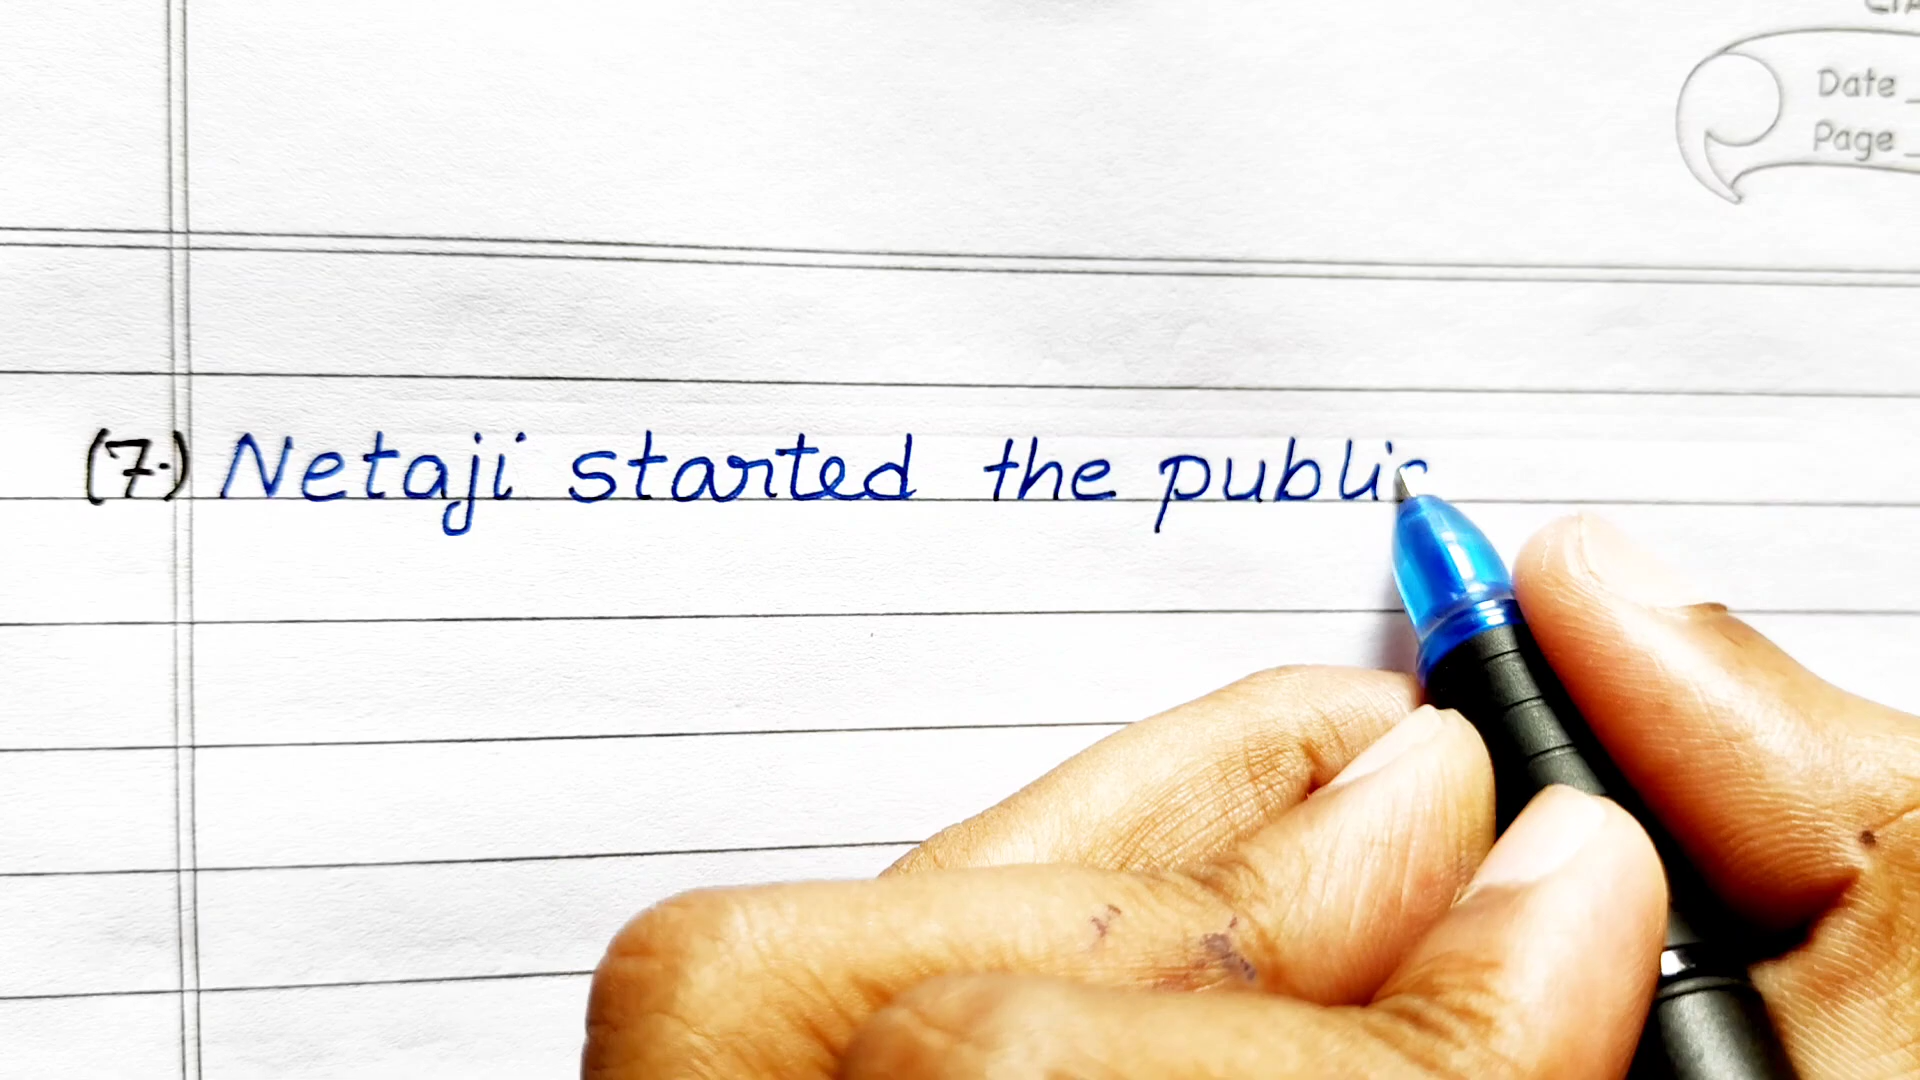 Date
Page
(7.) Netaji started the public